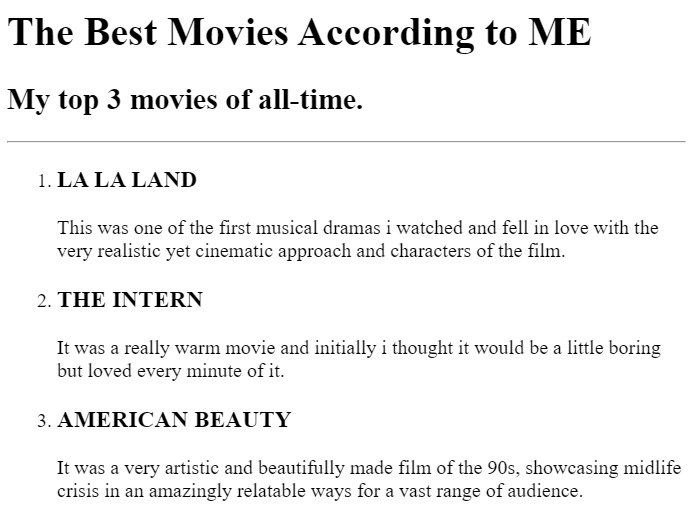 The Best Movies According to ME
My top 3 movies of all-time.
1. LA LA LAND
This was one of the first musical dramas i watched and fell in love with the
very realistic yet cinematic approach and characters of the film.
2. THE INTERN
It was a really warm movie and initially i thought it would be a little boring
but loved every minute of it.
3. AMERICAN BEAUTY
It was a very artistic and beautifully made film of the 90s, showcasing midlife
crisis in an amazingly relatable ways for a vast range of audience.